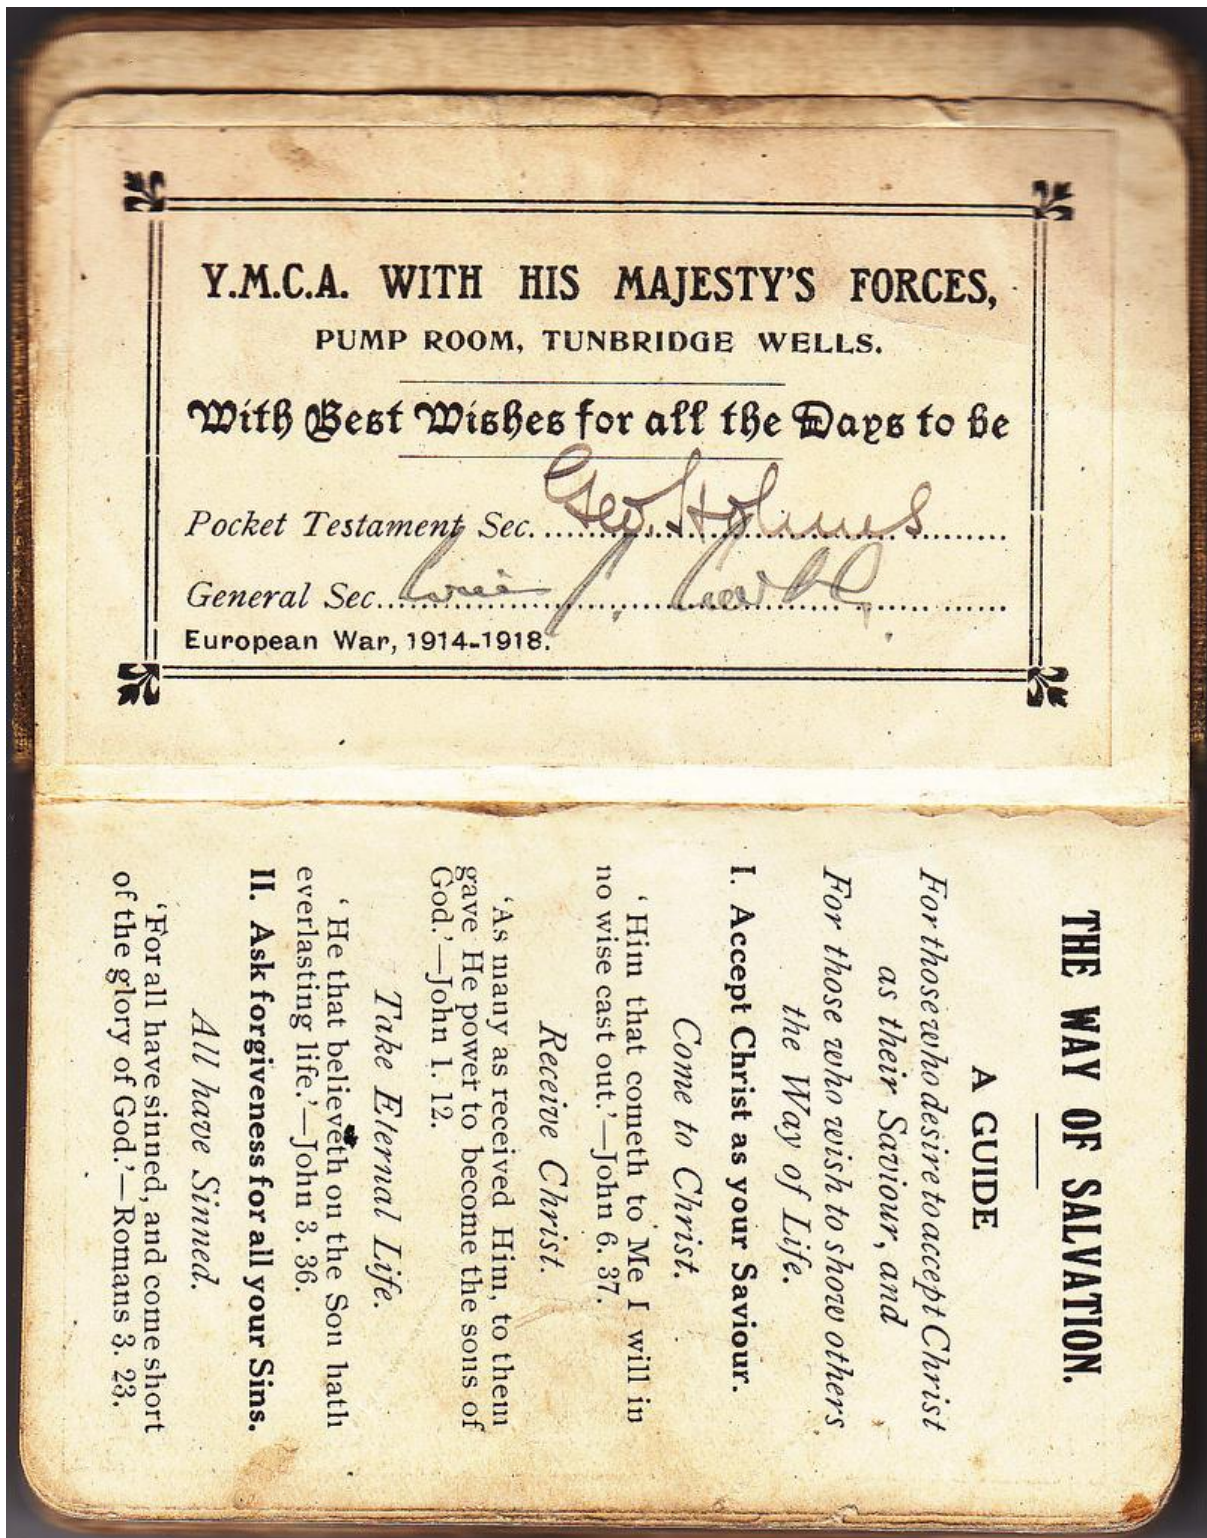 Y.M.C.A. WITH HIS MAJESTY'S FORCES,
PUMP ROOM, TUNBRIDGE WELLS.
With Best Wishes for all the Days to be
Pocket Testament Sec. Geo. Holmes
General Sec.
European War, 1914-1918.
THE WAY OF SALVATION.
A GUIDE
For those who desire to accept Christ
as their Saviour, and
For those who wish to show others
the Way of Life.
I. Accept Christ as your Saviour.
Come to Christ.
‘Him that cometh to Me I will in
no wise cast out.’—John 6. 37.
Receive Christ.
‘As many as received Him, to them
gave He power to become the sons of
God.’—John 1. 12.
Take Eternal Life.
‘He that believeth on the Son hath
everlasting life.’—John 3. 36.
II. Ask forgiveness for all your Sins.
All have Sinned.
‘For all have sinned, and come short
of the glory of God.’—Romans 3. 23.